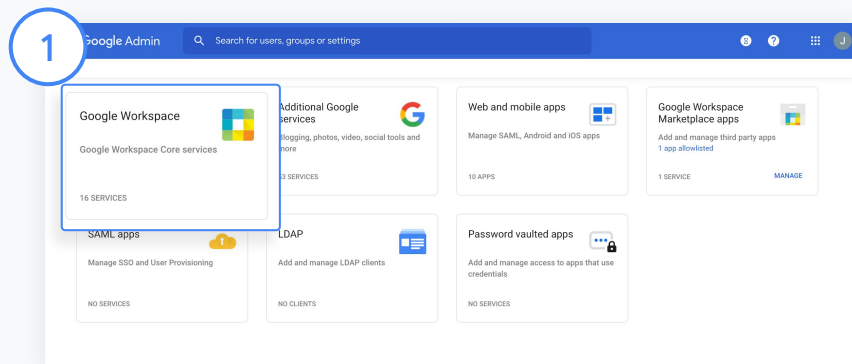 1
Google Admin
Search for users, groups or settings
8
?
J
Google Workspace
Google Workspace Core services
16 SERVICES
Additional Google
services
Blogging, photos, video, social tools and
more
SERVICES
Web and mobile apps
Manage SAML, Android and iOS apps
10 APPS
Google Workspace
Marketplace apps
Add and manage third party apps
1 app allowlisted
1 SERVICE
MANAGE
SAML apps
Manage SSO and User Provisioning
NO SERVICES
LDAP
Add and manage LDAP clients
NO CLIENTS
Password vaulted apps
Add and manage access to apps that use
credentials
NO SERVICES